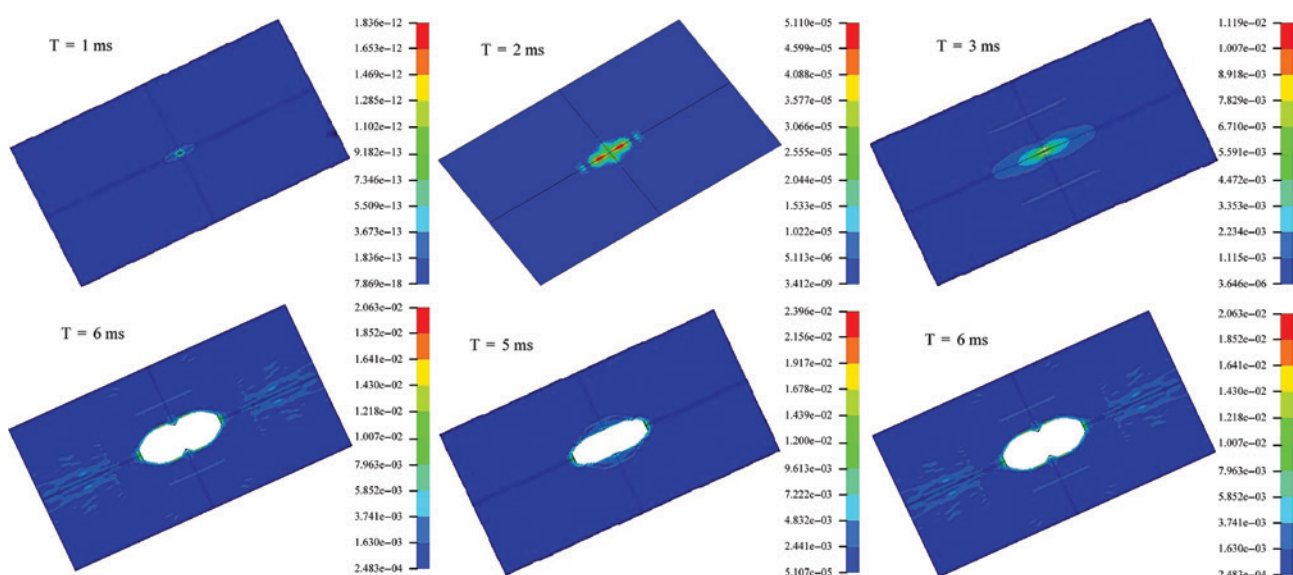 T = 1 ms
1.836e−12
1.653e−12
1.469e−12
1.285e−12
1.102e−12
9.182e−13
7.346e−13
5.509e−13
3.673e−13
1.836e−13
7.869e−18
T = 2 ms
5.110e−05
4.599e−05
4.088e−05
3.577e−05
3.066e−05
2.555e−05
2.044e−05
1.533e−05
1.022e−05
5.113e−06
3.412e−09
T = 3 ms
1.119e−02
1.007e−02
8.918e−03
7.829e−03
6.710e−03
5.591e−03
4.472e−03
3.353e−03
2.234e−03
1.115e−03
3.646e−06
T = 6 ms
2.063e−02
1.852e−02
1.641e−02
1.430e−02
1.218e−02
1.007e−02
7.963e−03
5.852e−03
3.741e−03
1.630e−03
2.483e−04
T = 5 ms
2.396e−02
2.156e−02
1.917e−02
1.678e−02
1.439e−02
1.200e−02
9.613e−03
7.222e−03
4.832e−03
2.441e−03
5.107e−05
T = 6 ms
2.063e−02
1.852e−02
1.641e−02
1.430e−02
1.218e−02
1.007e−02
7.963e−03
5.852e−03
3.741e−03
1.630e−03
2.483e−04